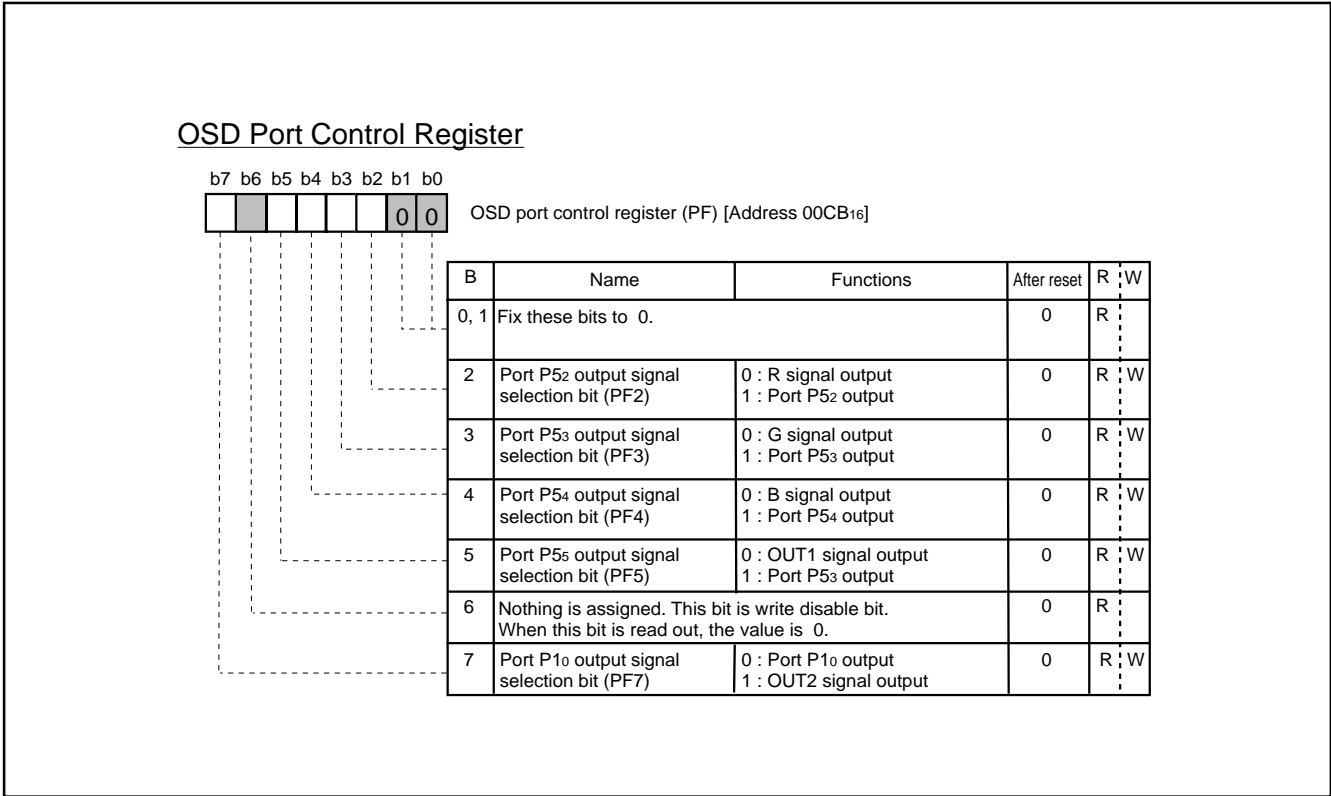 OSD Port Control Register
b7 b6 b5 b4 b3 b2 b1 b0
0 0
OSD port control register (PF) [Address 00CB16]
B Name Functions After reset R W
0, 1 Fix these bits to 0. 0 R
2 Port P52 output signal selection bit (PF2) 0 : R signal output 1 : Port P52 output 0 R W
3 Port P53 output signal selection bit (PF3) 0 : G signal output 1 : Port P53 output 0 R W
4 Port P54 output signal selection bit (PF4) 0 : B signal output 1 : Port P54 output 0 R W
5 Port P55 output signal selection bit (PF5) 0 : OUT1 signal output 1 : Port P53 output 0 R W
6 Nothing is assigned. This bit is write disable bit. When this bit is read out, the value is 0. 0 R
7 Port P10 output signal selection bit (PF7) 0 : Port P10 output 1 : OUT2 signal output 0 R W